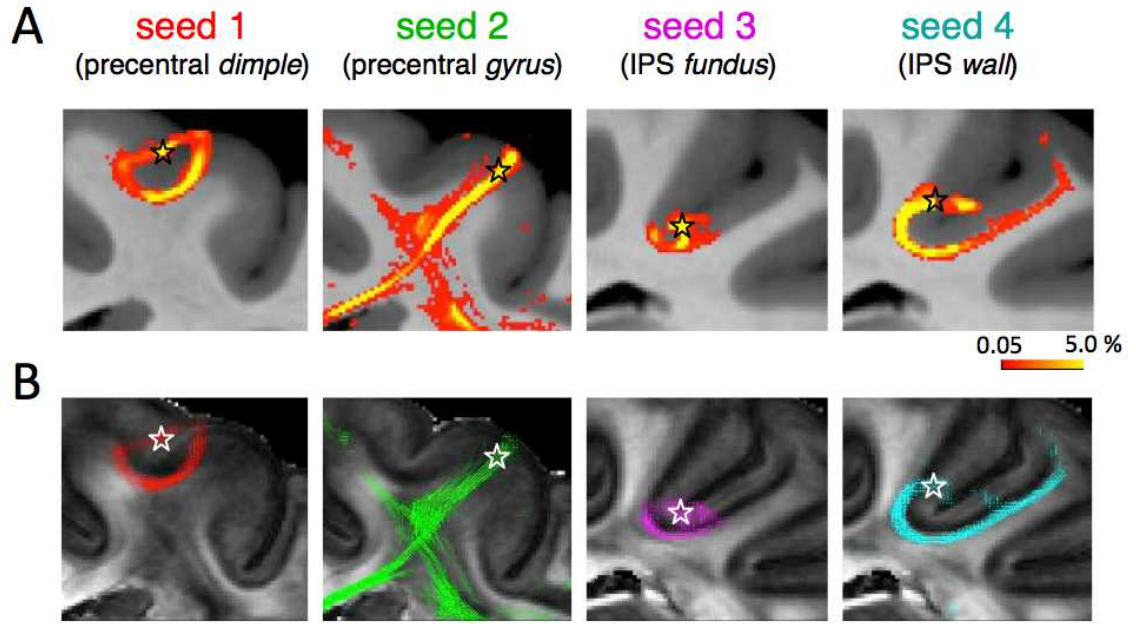 A
seed 1
seed 2
seed 3
seed 4
(precentral dimple)
(precentral gyrus)
(IPS fundus)
(IPS wall)
0.05
5.0 %
B